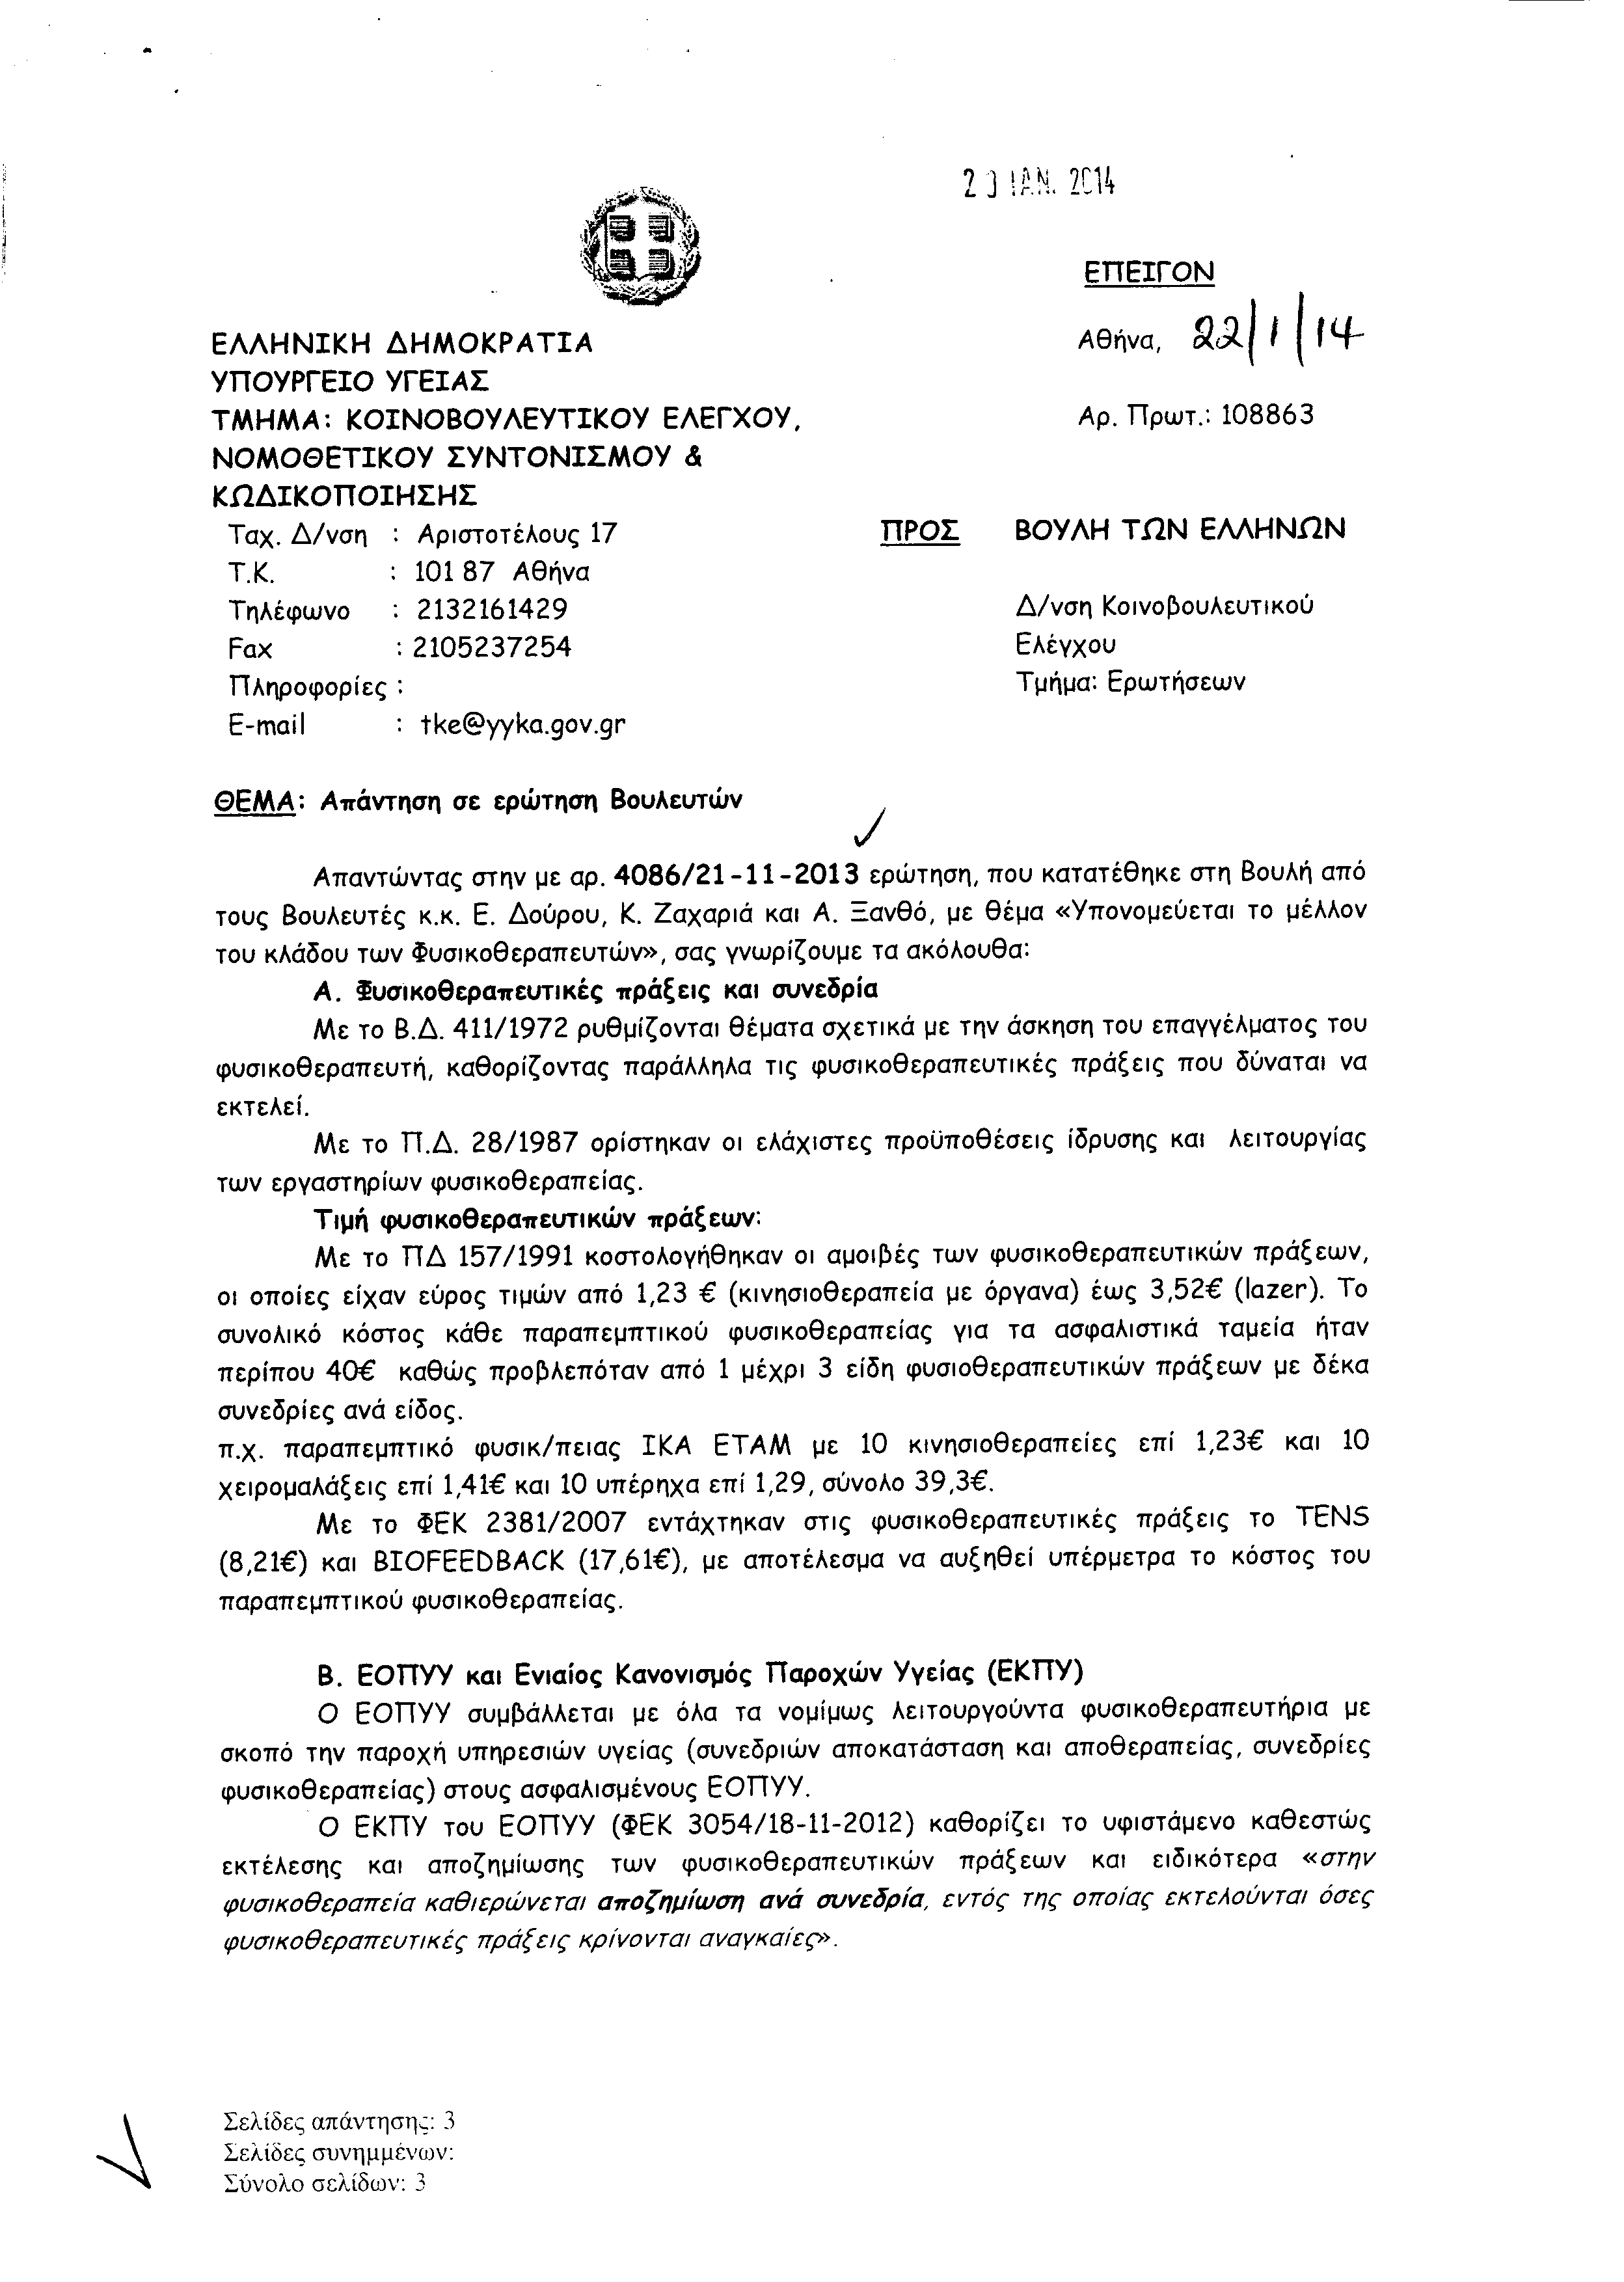 ΙΑΝ. 2014
ΕΠΕΙΓΟΝ
ΕΛΛΗΝΙΚΗ ΔΗΜΟΚΡΑΤΙΑ
Αθήνα, 22/1/14
ΥΠΟΥΡΓΕΙΟ ΥΓΕΙΑΣ
ΤΜΗΜΑ: ΚΟΙΝΟΒΟΥΛΕΥΤΙΚΟΥ ΕΛΕΓΧΟΥ,
Αρ. Πρωτ.: 108863
ΝΟΜΟΘΕΤΙΚΟΥ ΣΥΝΤΟΝΙΣΜΟΥ &
ΚΩΔΙΚΟΠΟΙΗΣΗΣ
Ταχ. Δ/νση : Αριστοτέλους 17
Τ.Κ. : 101 87 Αθήνα
Τηλέφωνο : 2132161429
Fax : 2105237254
Πληροφορίες :
E-mail : tke@yyka.gov.gr
ΠΡΟΣ ΒΟΥΛΗ ΤΩΝ ΕΛΛΗΝΩΝ
Δ/νση Κοινοβουλευτικού
Ελέγχου
Τμήμα: Ερωτήσεων
ΘΕΜΑ: Απάντηση σε ερώτηση Βουλευτών
Απαντώντας στην με αρ. 4086/21-11-2013 ερώτηση, που κατατέθηκε στη Βουλή από
τους Βουλευτές κ.κ. Ε. Δούρου, Κ. Ζαχαριά και Α. Ξανθό, με θέμα «Υπονομεύεται το μέλλον
του κλάδου των Φυσικοθεραπευτών», σας γνωρίζουμε τα ακόλουθα:
Α. Φυσικοθεραπευτικές πράξεις και συνεδρία
Με το Β.Δ. 411/1972 ρυθμίζονται θέματα σχετικά με την άσκηση του επαγγέλματος του
φυσικοθεραπευτή, καθορίζοντας παράλληλα τις φυσικοθεραπευτικές πράξεις που δύναται να
εκτελεί.
Με το Π.Δ. 28/1987 ορίστηκαν οι ελάχιστες προϋποθέσεις ίδρυσης και λειτουργίας
των εργαστηρίων φυσικοθεραπείας.
Τιμή φυσικοθεραπευτικών πράξεων:
Με το ΠΔ 157/1991 κοστολογήθηκαν οι αμοιβές των φυσικοθεραπευτικών πράξεων,
οι οποίες είχαν εύρος τιμών από 1,23 € (κινησιοθεραπεία με όργανα) έως 3,52€ (lazer). Το
συνολικό κόστος κάθε παραπεμπτικού φυσικοθεραπείας για τα ασφαλιστικά ταμεία ήταν
περίπου 40€ καθώς προβλεπόταν από 1 μέχρι 3 είδη φυσιοθεραπευτικών πράξεων με δέκα
συνεδρίες ανά είδος.
π.χ. παραπεμπτικό φυσικ/πειας ΙΚΑ ΕΤΑΜ με 10 κινησιοθεραπείες επί 1,23€ και 10
χειρομαλάξεις επί 1,41€ και 10 υπέρηχα επί 1,29, σύνολο 39,3€.
Με το ΦΕΚ 2381/2007 εντάχτηκαν στις φυσικοθεραπευτικές πράξεις το TENS
(8,21€) και BIOFEEDBACK (17,61€), με αποτέλεσμα να αυξηθεί υπέρμετρα το κόστος του
παραπεμπτικού φυσικοθεραπείας.
Β. ΕΟΠΥΥ και Ενιαίος Κανονισμός Παροχών Υγείας (ΕΚΠΥ)
Ο ΕΟΠΥΥ συμβάλλεται με όλα τα νομίμως λειτουργούντα φυσικοθεραπευτήρια με
σκοπό την παροχή υπηρεσιών υγείας (συνεδριών αποκατάσταση και αποθεραπείας, συνεδρίες
φυσικοθεραπείας) στους ασφαλισμένους ΕΟΠΥΥ.
Ο ΕΚΠΥ του ΕΟΠΥΥ (ΦΕΚ 3054/18-11-2012) καθορίζει το υφιστάμενο καθεστώς
εκτέλεσης και αποζημίωσης των φυσικοθεραπευτικών πράξεων και ειδικότερα «στην
φυσικοθεραπεία καθιερώνεται αποζημίωση ανά συνεδρία, εντός της οποίας εκτελούνται όσες
φυσικοθεραπευτικές πράξεις κρίνονται αναγκαίες».
Σελίδες απάντησης: 3
Σελίδες συνημμένων:
Σύνολο σελίδων: 3